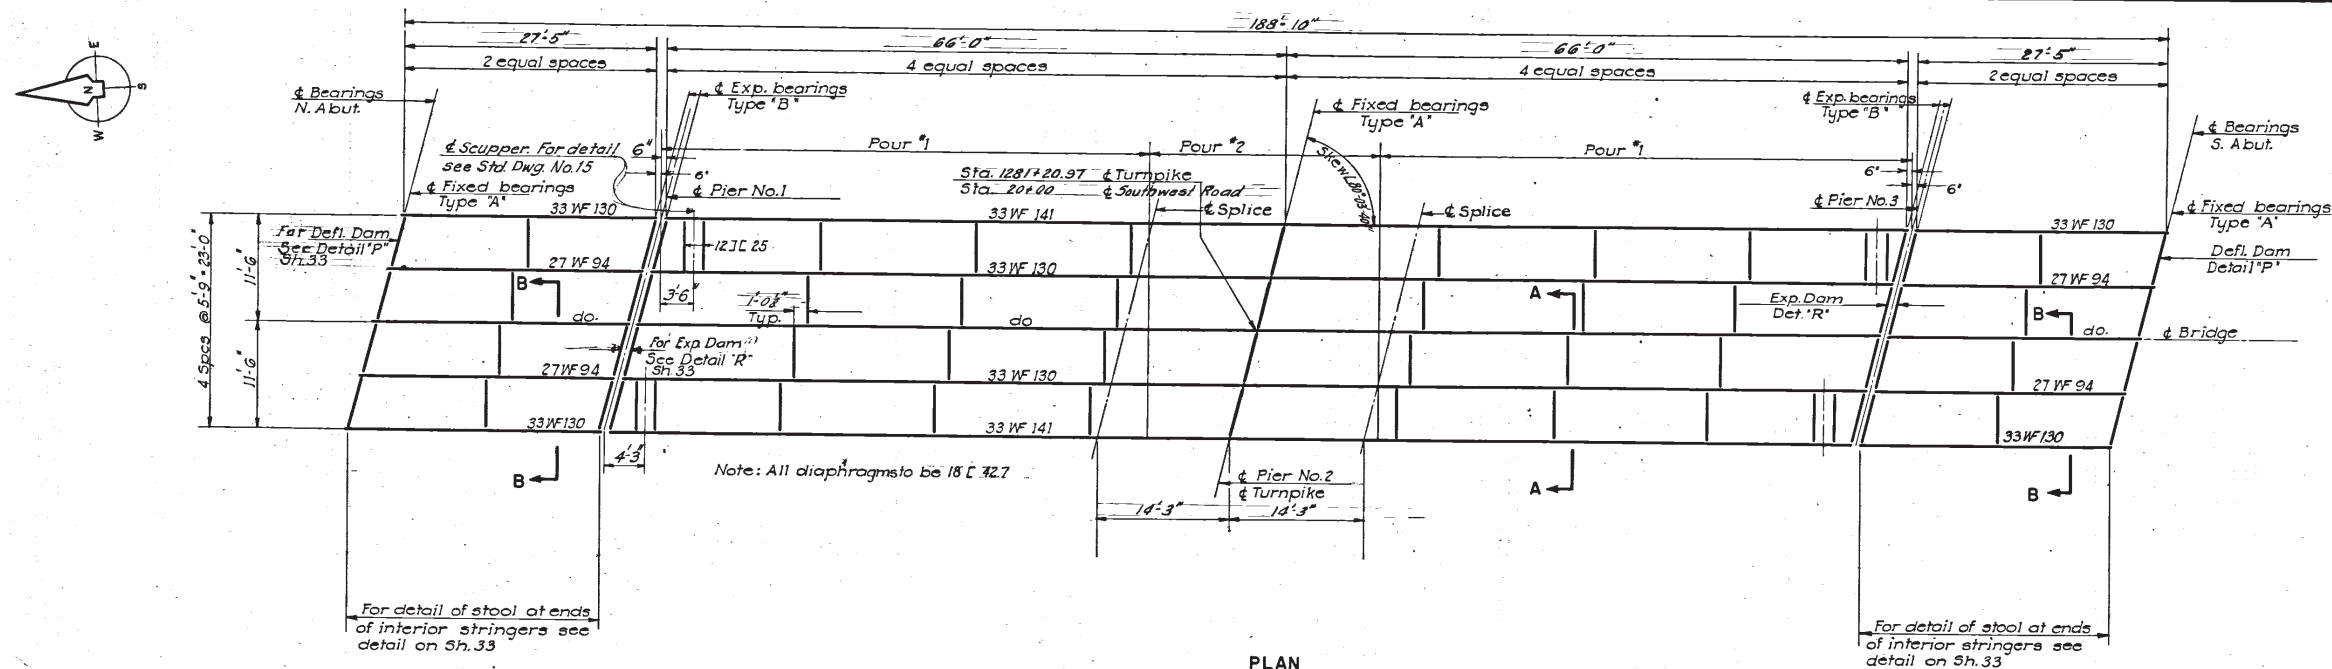 188'-10"
27'-5"
66'-0"
66'-0"
27'-5"
2 equal spaces
4 equal spaces
4 equal spaces
2 equal spaces
E
N
S
W
℄ Bearings
N. Abut.
℄ Exp. bearings
Type "B"
℄ Fixed bearings
Type "A"
℄ Exp. bearings
Type "B"
℄ Bearings
S. Abut.
℄ Scupper. For detail
see Std. Dwg. No.15
6"
6"
Pour #1
Pour #2
Pour #1
Skew ∠80°-03'-40"
6"
6"
℄ Fixed bearings
Type "A"
℄ Pier No.1
Sta. 1281+20.97 ℄ Turnpike
Sta. 20+00 ℄ Southwest Road
℄ Splice
℄ Splice
℄ Pier No.3
℄ Fixed bearings
Type "A"
33 WF 130
33 WF 141
33 WF 130
For Defl. Dam
See Detail "P"
Sh.33
12 ][ 25
Defl. Dam
Detail "P"
4 Spcs @ 5'-9" = 23'-0"
11'-6"
11'-6"
27 WF 94
33 WF 130
27 WF 94
B
3'-6"
Typ.
A
Exp. Dam
Det. "R"
B
do.
do
do.
℄ Bridge
For Exp. Dam
See Detail "R"
Sh.33
27 WF 94
33 WF 130
27 WF 94
33 WF 130
33 WF 141
33 WF 130
4'-3"
B
Note: All diaphragms to be 18 [ 42.7
℄ Pier No.2
℄ Turnpike
A
B
14'-3"
14'-3"
For detail of stool at ends
of interior stringers see
detail on Sh.33
For detail of stool at ends
of interior stringers see
detail on Sh.33
PLAN